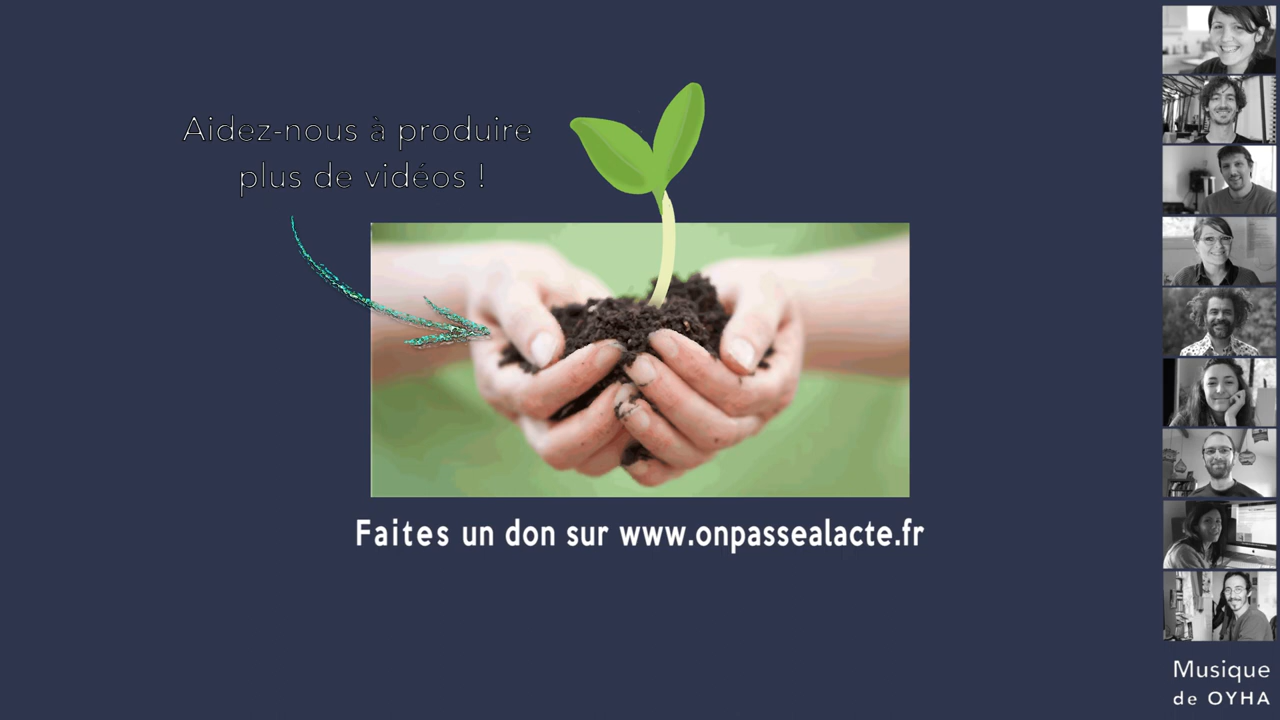 Aidez-nous à produire
plus de vidéos !
Faites un don sur www.onpassealacte.fr
Musique
de OYHA